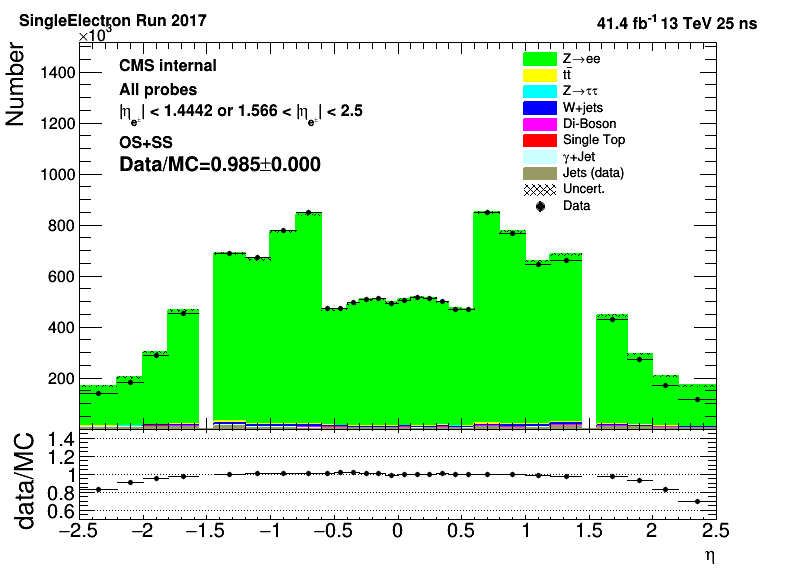 SingleElectron Run 2017
41.4 fb⁻¹ 13 TeV 25 ns
×10³
Number
1400
1200
1000
800
600
400
200
CMS internal
All probes
|η_e±| < 1.4442 or 1.566 < |η_e±| < 2.5
OS+SS
Data/MC=0.985±0.000
Z→ee
tt̄
Z→ττ
W+jets
Di-Boson
Single Top
γ+Jet
Jets (data)
Uncert.
Data
data/MC
1.4
1.2
1
0.8
0.6
−2.5 −2 −1.5 −1 −0.5 0 0.5 1 1.5 2 2.5
η